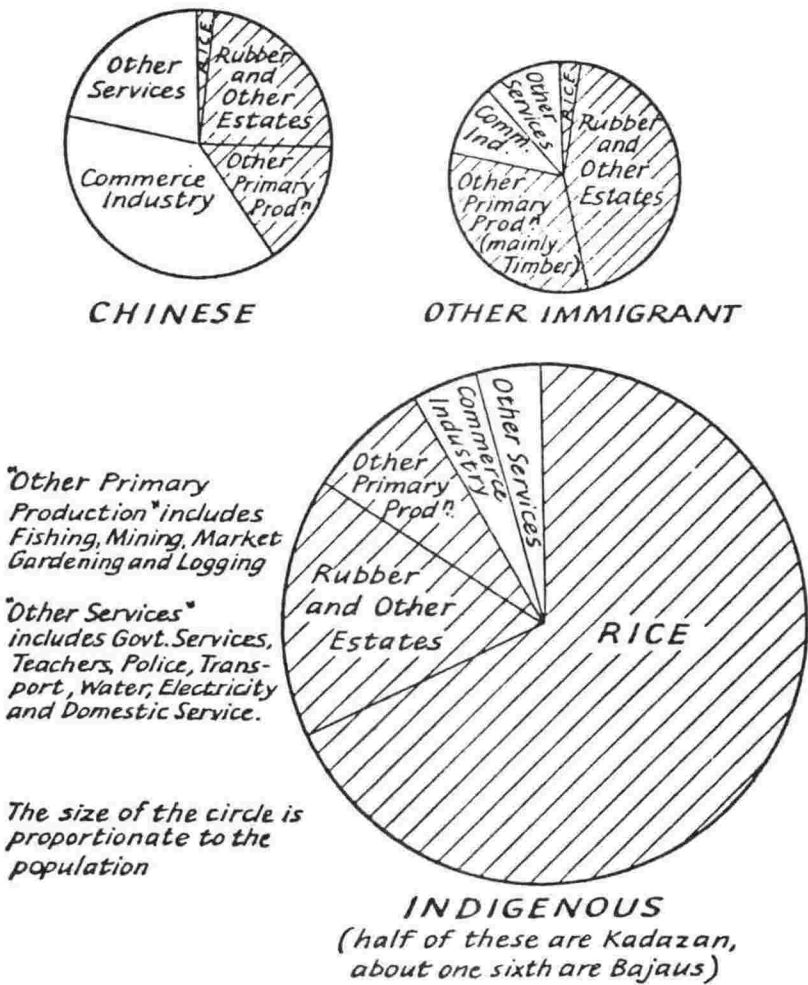 Other
Services
RICE
Rubber
and
Other
Estates
Other
Primary
Prodⁿ
Commerce
Industry
CHINESE
Other
Services
RICE
Comm.
Ind.
Rubber
and
Other
Estates
Other
Primary
Prodⁿ
(mainly
Timber)
OTHER IMMIGRANT
Other Services
Commerce
Industry
Other
Primary
Prodⁿ.
Rubber
and Other
Estates
RICE
"Other Primary
Production" includes
Fishing, Mining, Market
Gardening and Logging
"Other Services"
includes Govt. Services,
Teachers, Police, Trans-
port, Water, Electricity
and Domestic Service.
The size of the circle is
proportionate to the
population
INDIGENOUS
(half of these are Kadazan,
about one sixth are Bajaus)